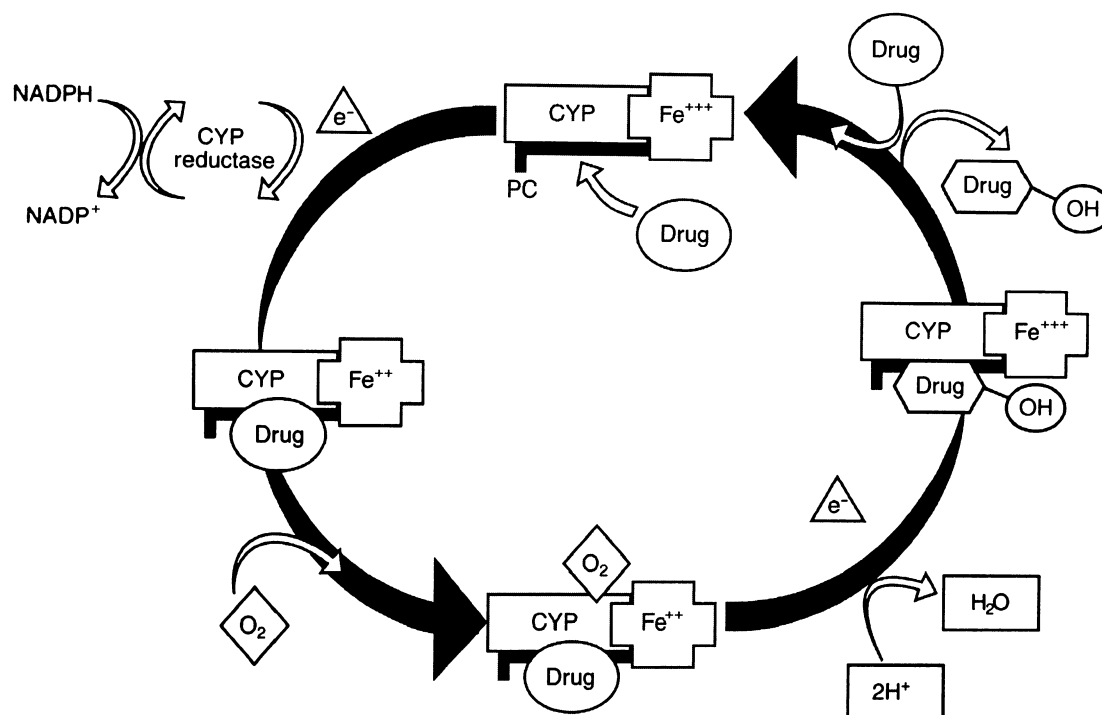 Drug
NADPH
e⁻
CYP
Fe⁺⁺⁺
CYP
reductase
Drug
OH
PC
NADP⁺
Drug
CYP
Fe⁺⁺⁺
CYP
Fe⁺⁺
Drug
OH
Drug
e⁻
O₂
H₂O
O₂
CYP
Fe⁺⁺
Drug
2H⁺